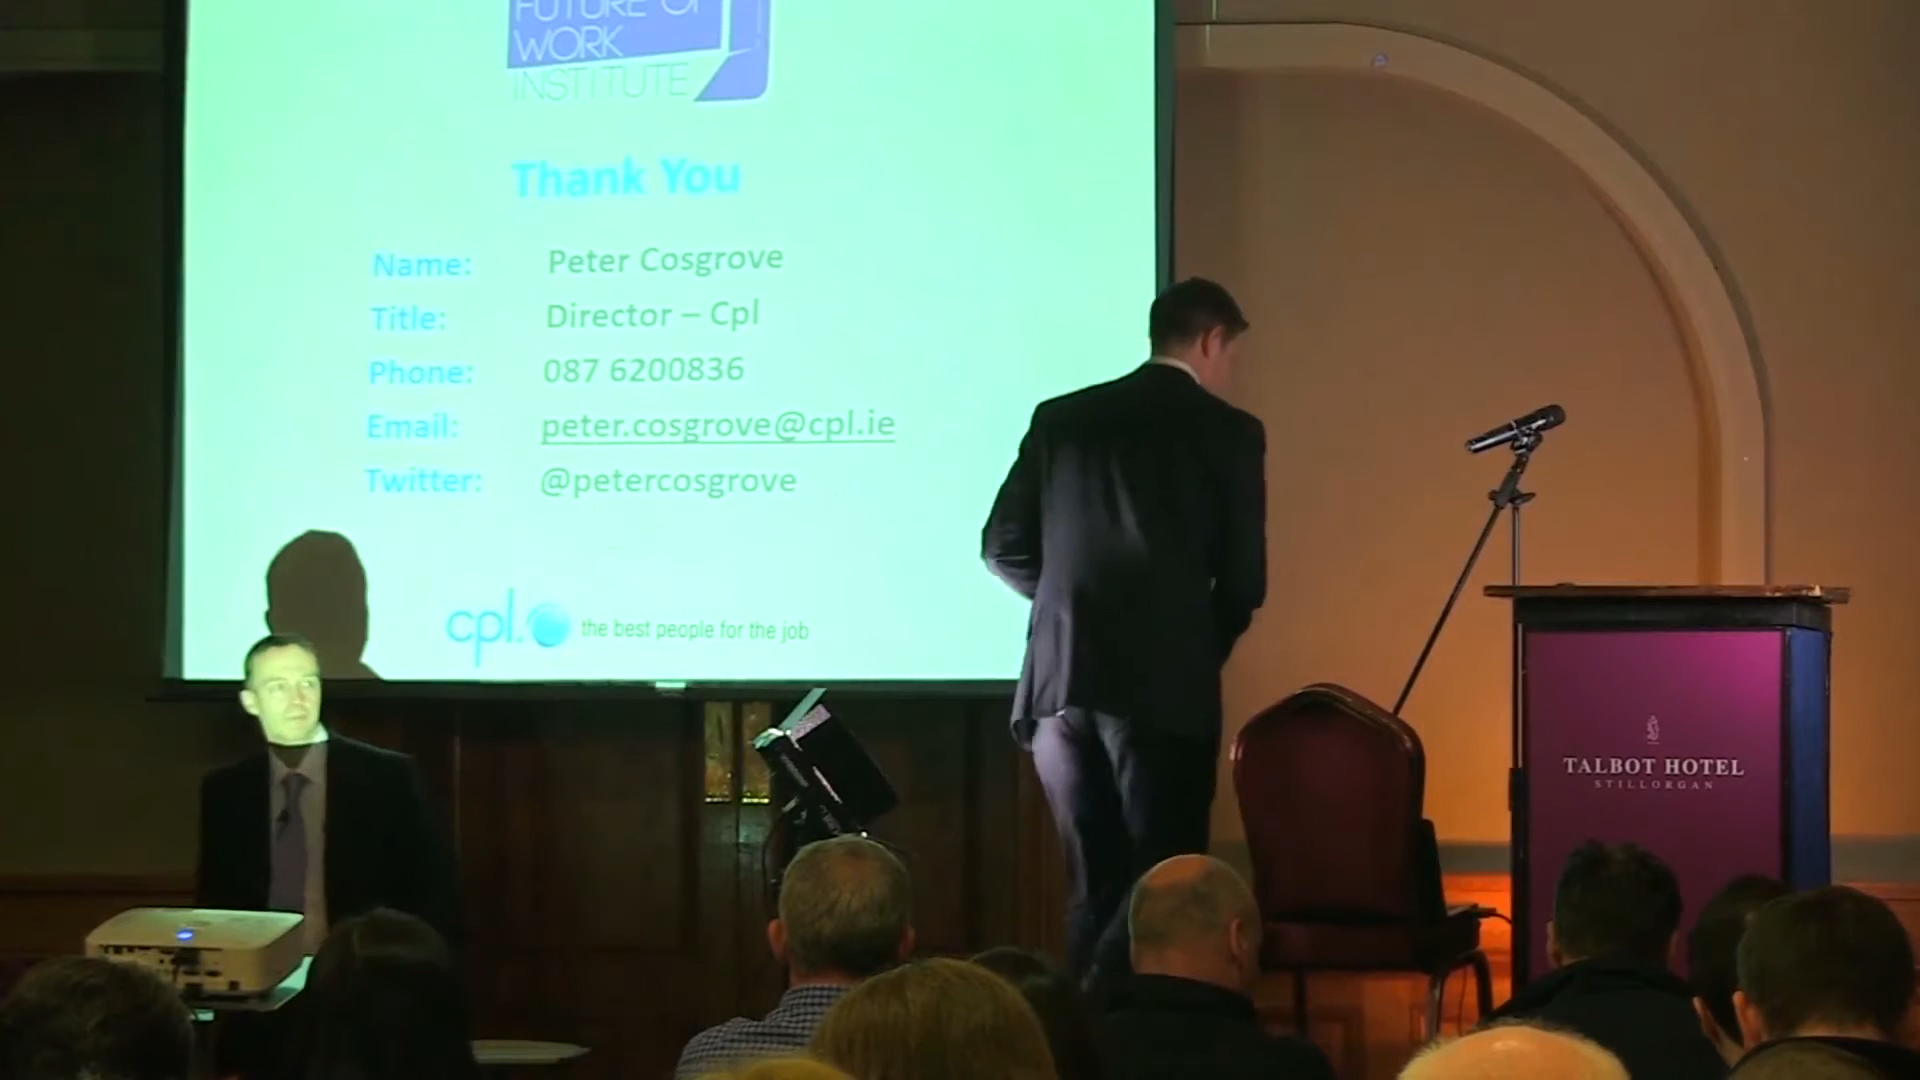 FUTURE OF
WORK
INSTITUTE
Thank You
Name: Peter Cosgrove
Title: Director – Cpl
Phone: 087 6200836
Email: peter.cosgrove@cpl.ie
Twitter: @petercosgrove
cpl. the best people for the job
TALBOT HOTEL
STILLORGAN